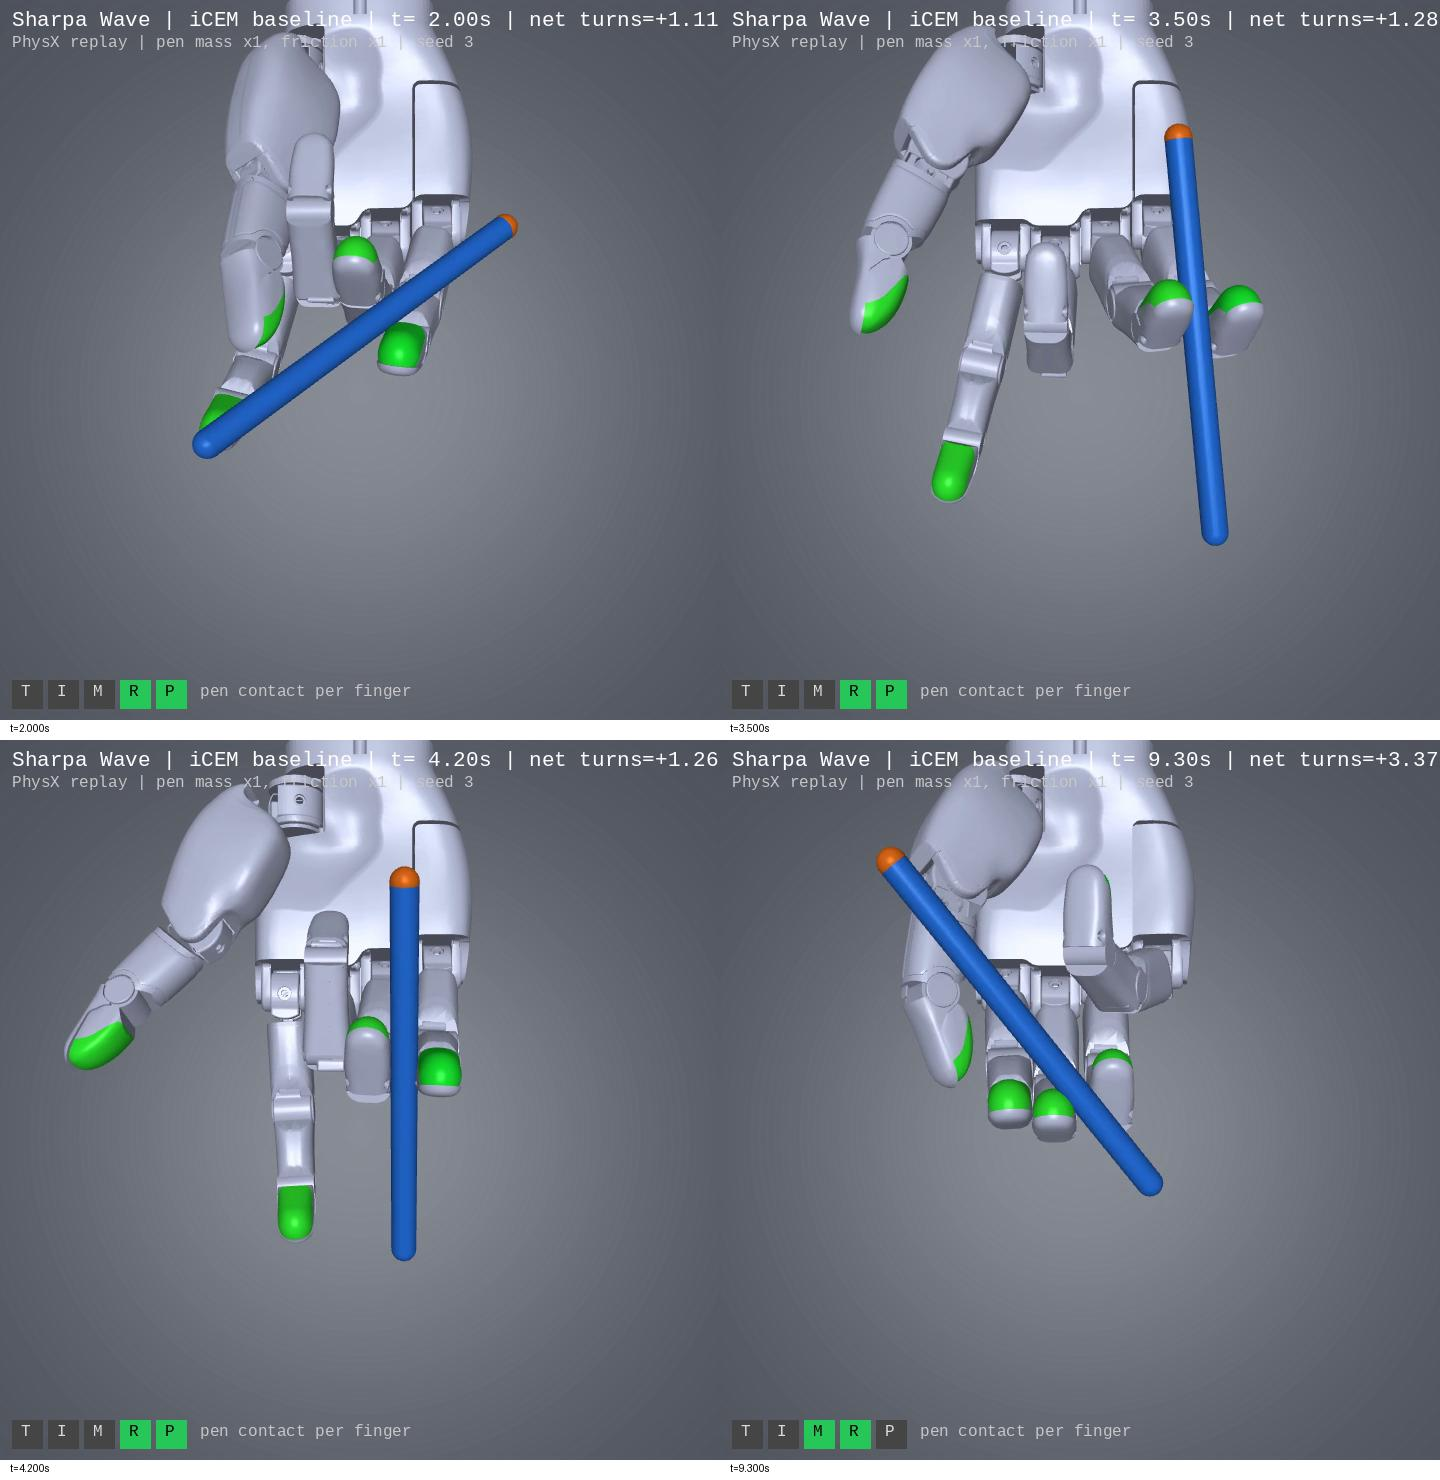 Sharpa Wave | iCEM baseline | t= 2.00s | net turns=+1.11
PhysX replay | pen mass x1, friction x1 | seed 3
T I M R P pen contact per finger
t=2.000s
Sharpa Wave | iCEM baseline | t= 3.50s | net turns=+1.28
PhysX replay | pen mass x1, friction x1 | seed 3
T I M R P pen contact per finger
t=3.500s
Sharpa Wave | iCEM baseline | t= 4.20s | net turns=+1.26
PhysX replay | pen mass x1, friction x1 | seed 3
T I M R P pen contact per finger
t=4.200s
Sharpa Wave | iCEM baseline | t= 9.30s | net turns=+3.37
PhysX replay | pen mass x1, friction x1 | seed 3
T I M R P pen contact per finger
t=9.300s